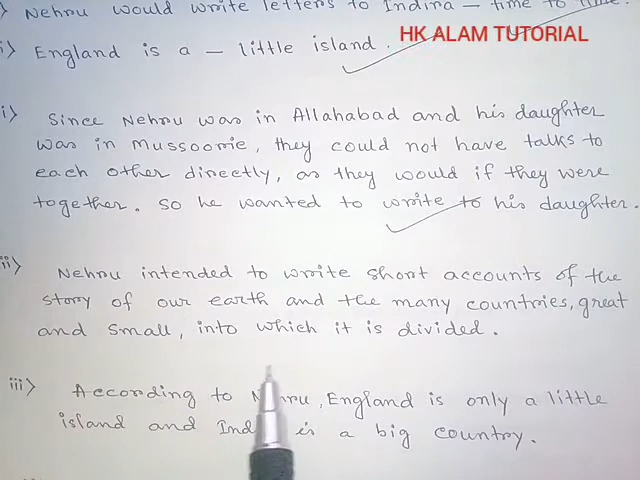 › Nehru would write letters to Indira – time to time.
i› England is a – little island.
HK ALAM TUTORIAL
i› Since Nehru was in Allahabad and his daughter
was in Mussoorie, they could not have talks to
each other directly, as they would if they were
together. So he wanted to write to his daughter.
ii› Nehru intended to write short accounts of the
story of our earth and the many countries, great
and small, into which it is divided.
iii› According to Nehru, England is only a little
island and is a big country.